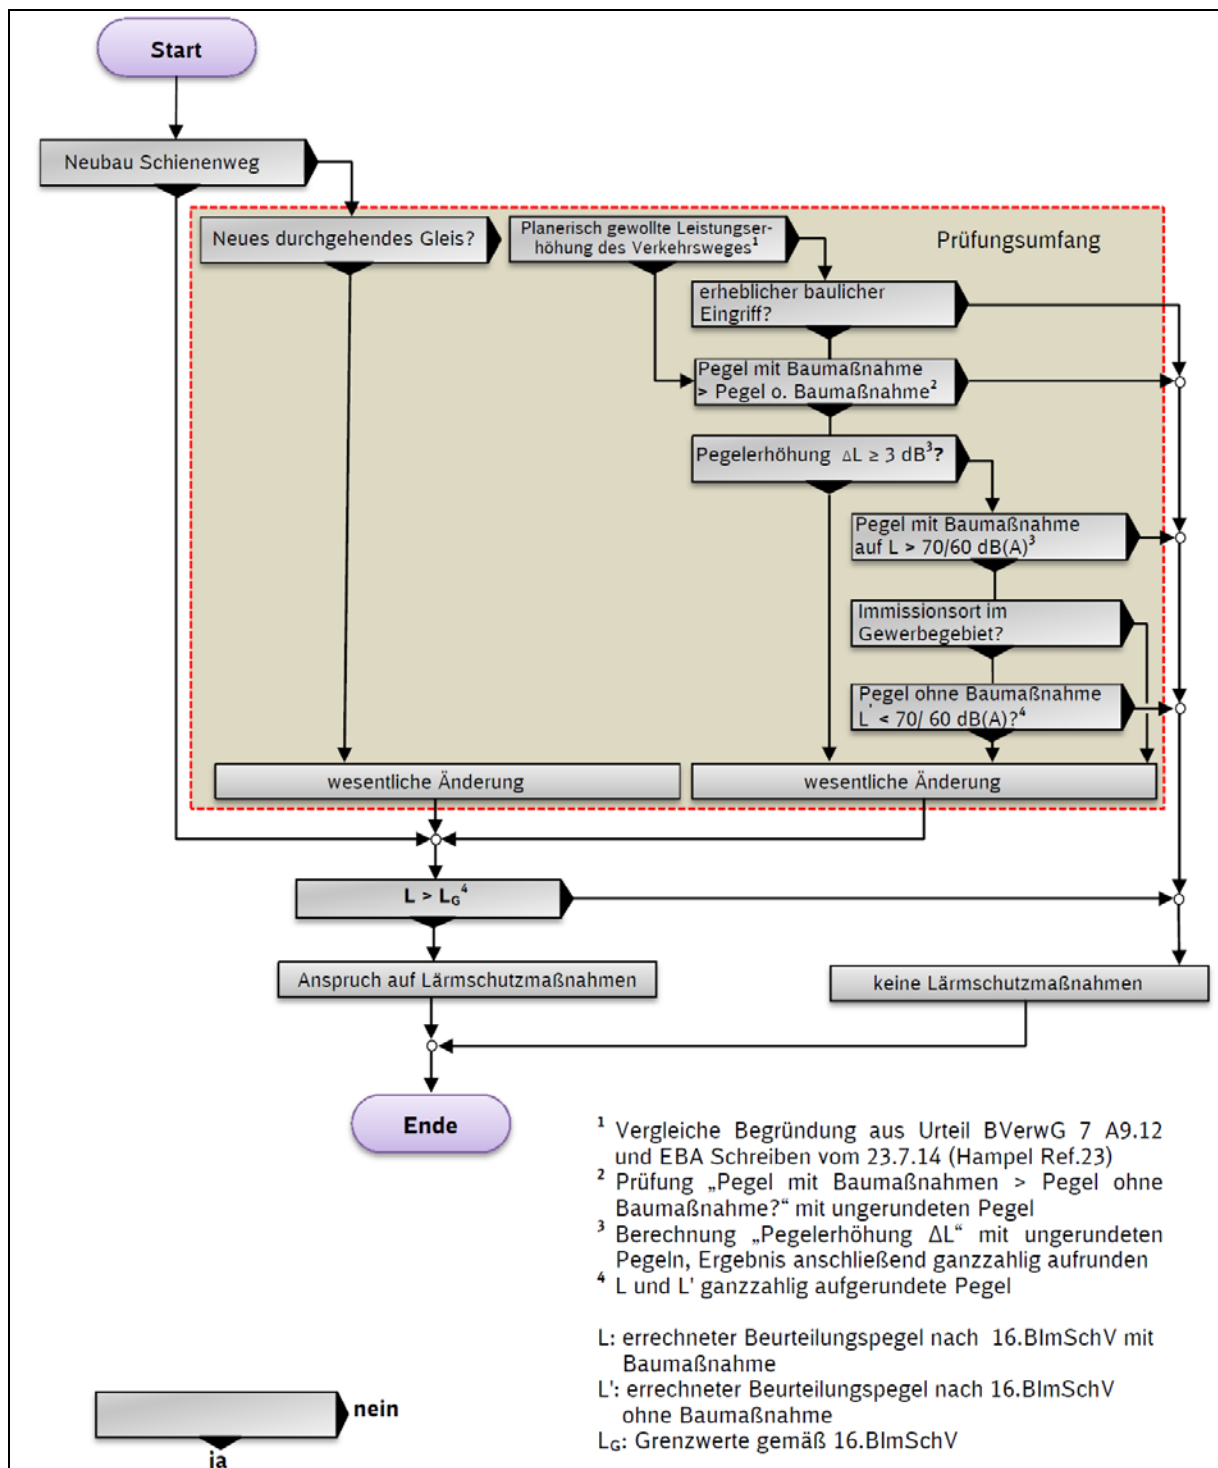 Start
Neubau Schienenweg
Neues durchgehendes Gleis?
Planerisch gewollte Leistungser-
höhung des Verkehrsweges¹
Prüfungsumfang
erheblicher baulicher
Eingriff?
Pegel mit Baumaßnahme
> Pegel o. Baumaßnahme²
Pegelerhöhung ΔL ≥ 3 dB³?
Pegel mit Baumaßnahme
auf L > 70/60 dB(A)³
Immissionsort im
Gewerbegebiet?
Pegel ohne Baumaßnahme
L' < 70/ 60 dB(A)?⁴
wesentliche Änderung
wesentliche Änderung
L > LG⁴
Anspruch auf Lärmschutzmaßnahmen
keine Lärmschutzmaßnahmen
Ende
¹ Vergleiche Begründung aus Urteil BVerwG 7 A9.12
und EBA Schreiben vom 23.7.14 (Hampel Ref.23)
² Prüfung „Pegel mit Baumaßnahmen > Pegel ohne
Baumaßnahme?“ mit ungerundeten Pegel
³ Berechnung „Pegelerhöhung ΔL“ mit ungerundeten
Pegeln, Ergebnis anschließend ganzzahlig aufrunden
⁴ L und L' ganzzahlig aufgerundete Pegel
L: errechneter Beurteilungspegel nach 16.BImSchV mit
Baumaßnahme
L': errechneter Beurteilungspegel nach 16.BImSchV
ohne Baumaßnahme
LG: Grenzwerte gemäß 16.BImSchV
nein
ja